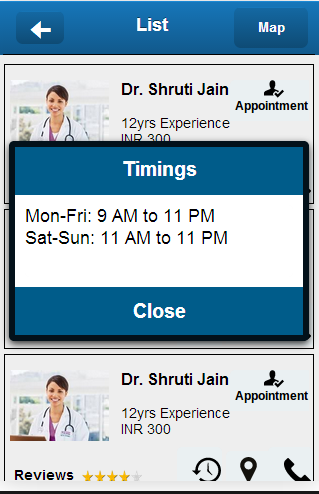 List
Map
Dr. Shruti Jain
Appointment
12yrs Experience
INR 300
Timings
Mon-Fri: 9 AM to 11 PM
Sat-Sun: 11 AM to 11 PM
Close
Dr. Shruti Jain
Appointment
12yrs Experience
INR 300
Reviews